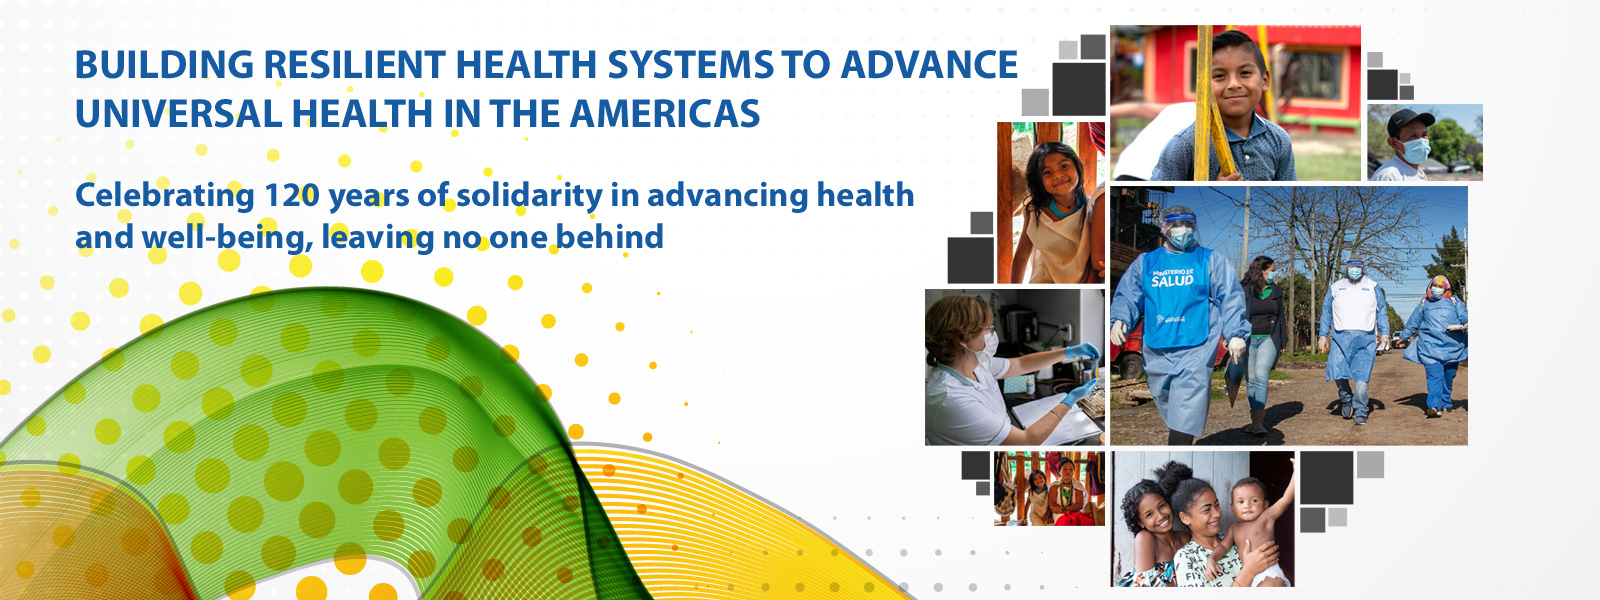 BUILDING RESILIENT HEALTH SYSTEMS TO ADVANCE
UNIVERSAL HEALTH IN THE AMERICAS
Celebrating 120 years of solidarity in advancing health
and well-being, leaving no one behind
MINISTERIO DE
SALUD